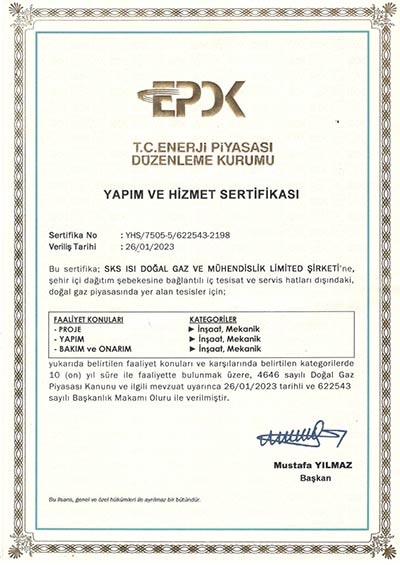 EPDK
T.C.ENERJİ PİYASASI
DÜZENLEME KURUMU
YAPIM VE HİZMET SERTİFİKASI
Sertifika No : YHS/7505-5/622543-2198
Veriliş Tarihi : 26/01/2023
Bu sertifika; SKS ISI DOĞAL GAZ VE MÜHENDİSLİK LİMİTED ŞİRKETİ'ne,
şehir içi dağıtım şebekesine bağlantılı iç tesisat ve servis hatları dışındaki,
doğal gaz piyasasında yer alan tesisler için;
FAALİYET KONULARI KATEGORİLER
- PROJE ► İnşaat, Mekanik
- YAPIM ► İnşaat, Mekanik
- BAKIM ve ONARIM ► İnşaat, Mekanik
yukarıda belirtilen faaliyet konuları ve karşılarında belirtilen kategorilerde
10 (on) yıl süre ile faaliyette bulunmak üzere, 4646 sayılı Doğal Gaz
Piyasası Kanunu ve ilgili mevzuat uyarınca 26/01/2023 tarihli ve 622543
sayılı Başkanlık Makamı Oluru ile verilmiştir.
Mustafa YILMAZ
Başkan
Bu lisans, genel ve özel hükümleri ile ayrılmaz bir bütündür.